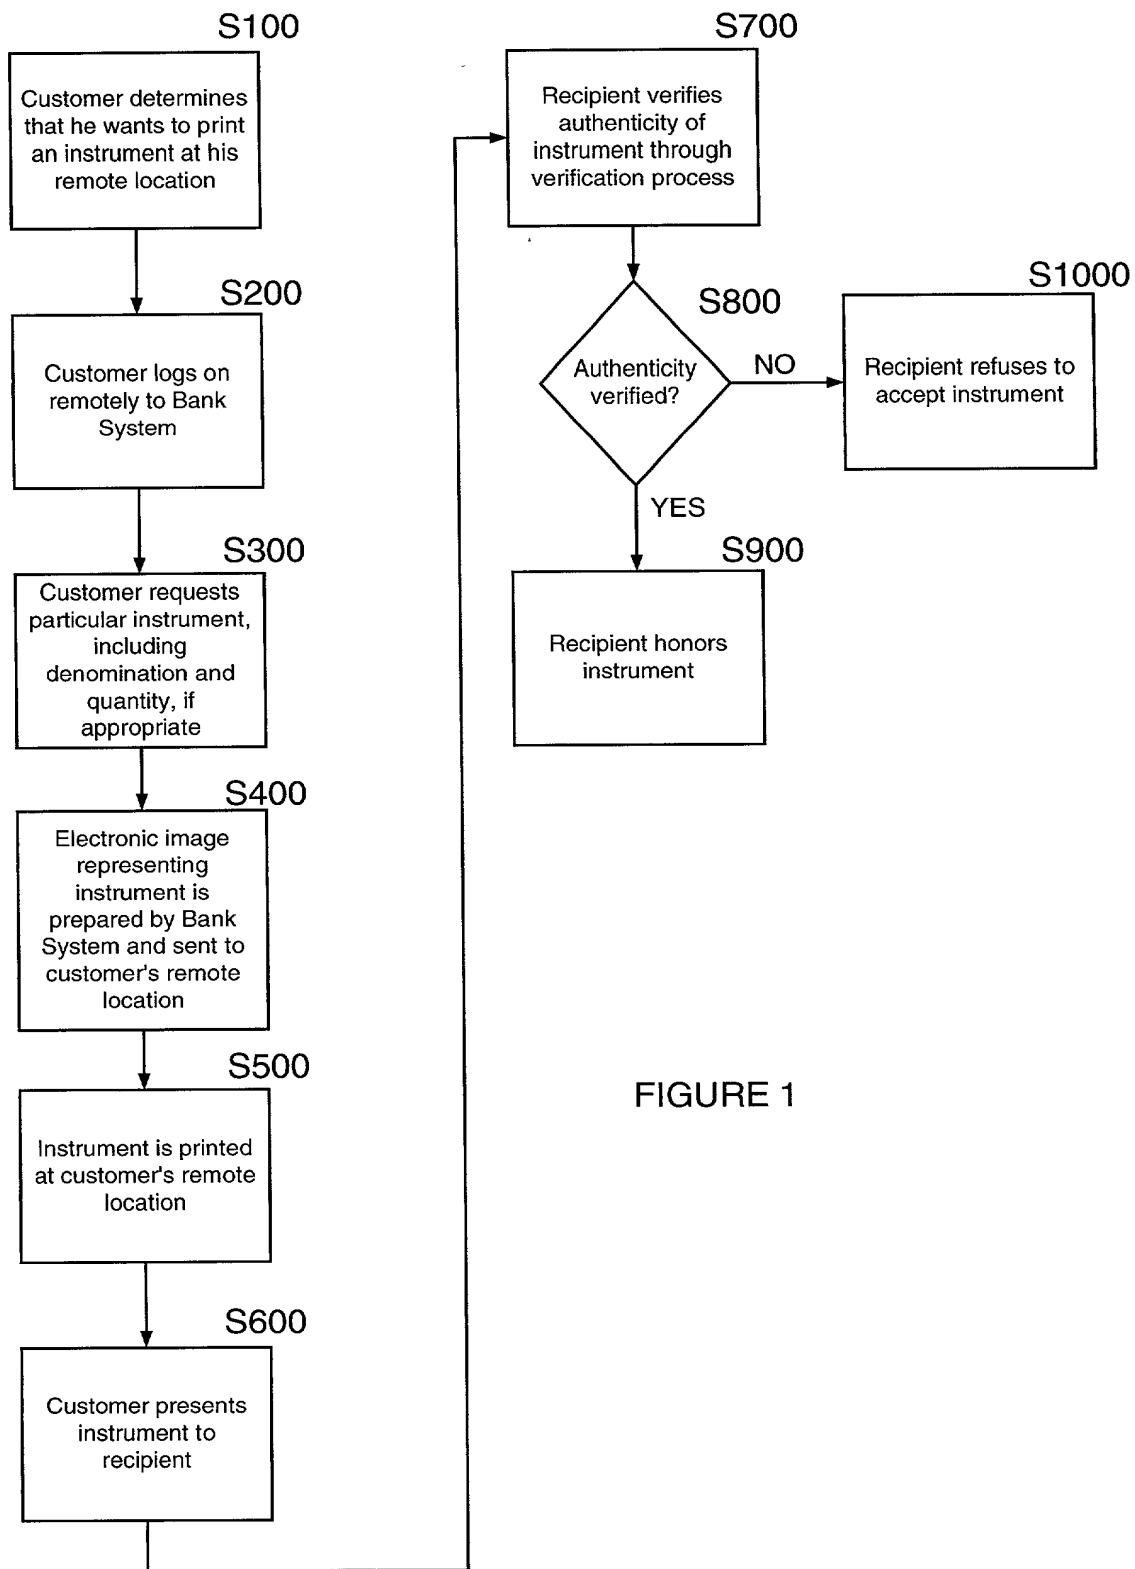 S100
Customer determines
that he wants to print
an instrument at his
remote location
S200
Customer logs on
remotely to Bank
System
S300
Customer requests
particular instrument,
including
denomination and
quantity, if
appropriate
S400
Electronic image
representing
instrument is
prepared by Bank
System and sent to
customer's remote
location
S500
Instrument is printed
at customer's remote
location
S600
Customer presents
instrument to
recipient
S700
Recipient verifies
authenticity of
instrument through
verification process
S800
Authenticity
verified?
NO
S1000
Recipient refuses to
accept instrument
YES
S900
Recipient honors
instrument
FIGURE 1